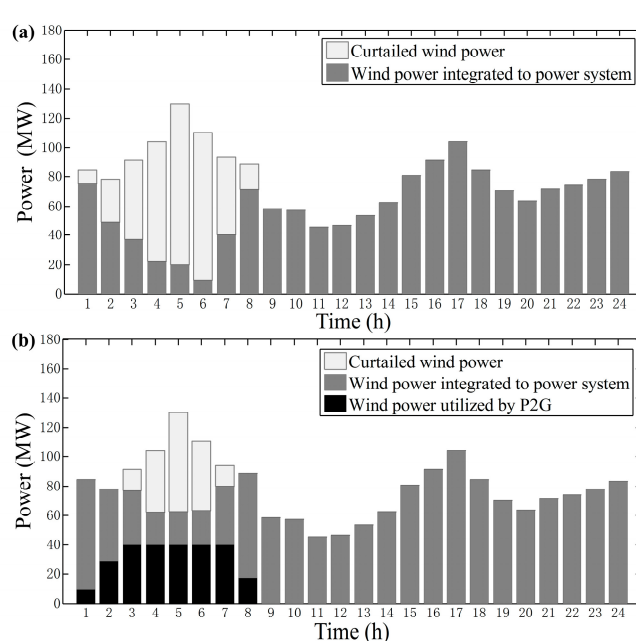 (a)
180
160
140
120
100
80
60
40
20
0
Power (MW)
Curtailed wind power
Wind power integrated to power system
1 2 3 4 5 6 7 8 9 10 11 12 13 14 15 16 17 18 19 20 21 22 23 24
Time (h)
(b)
180
160
140
120
100
80
60
40
20
0
Power (MW)
Curtailed wind power
Wind power integrated to power system
Wind power utilized by P2G
1 2 3 4 5 6 7 8 9 10 11 12 13 14 15 16 17 18 19 20 21 22 23 24
Time (h)